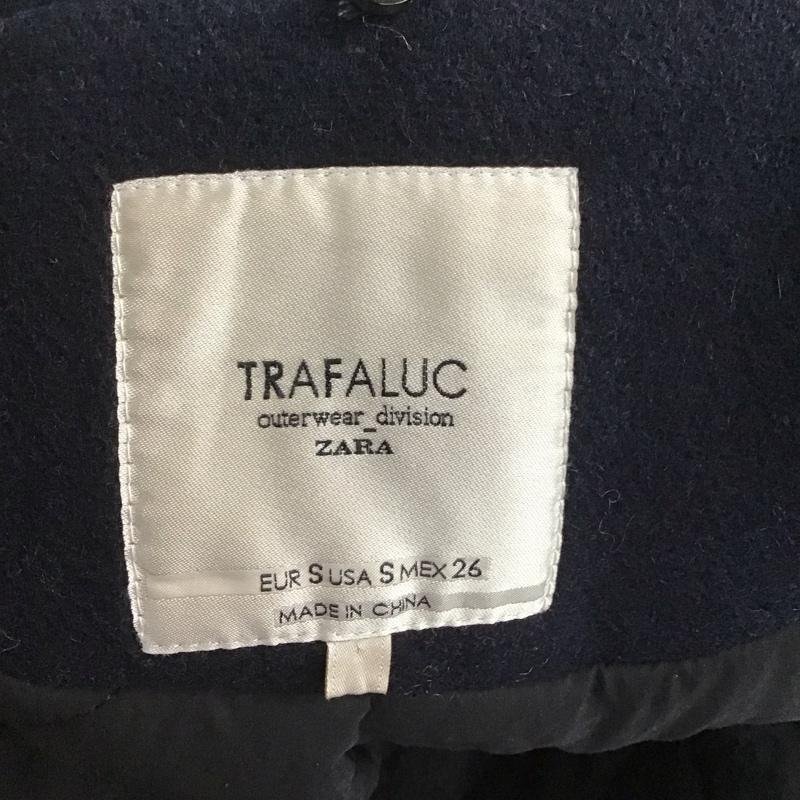 TRAFALUC
outerwear_division
ZARA
EUR S USA S MEX 26
MADE IN CHINA